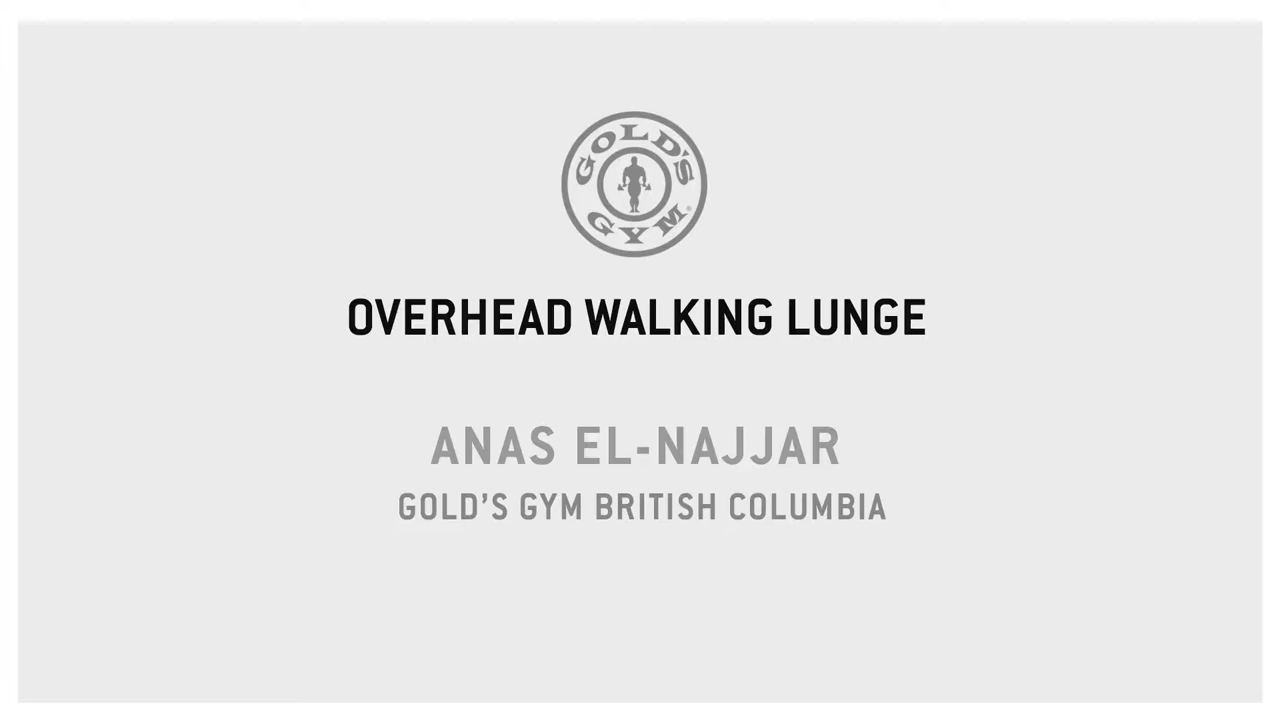 GOLD'S
GYM®
OVERHEAD WALKING LUNGE
ANAS EL-NAJJAR
GOLD'S GYM BRITISH COLUMBIA